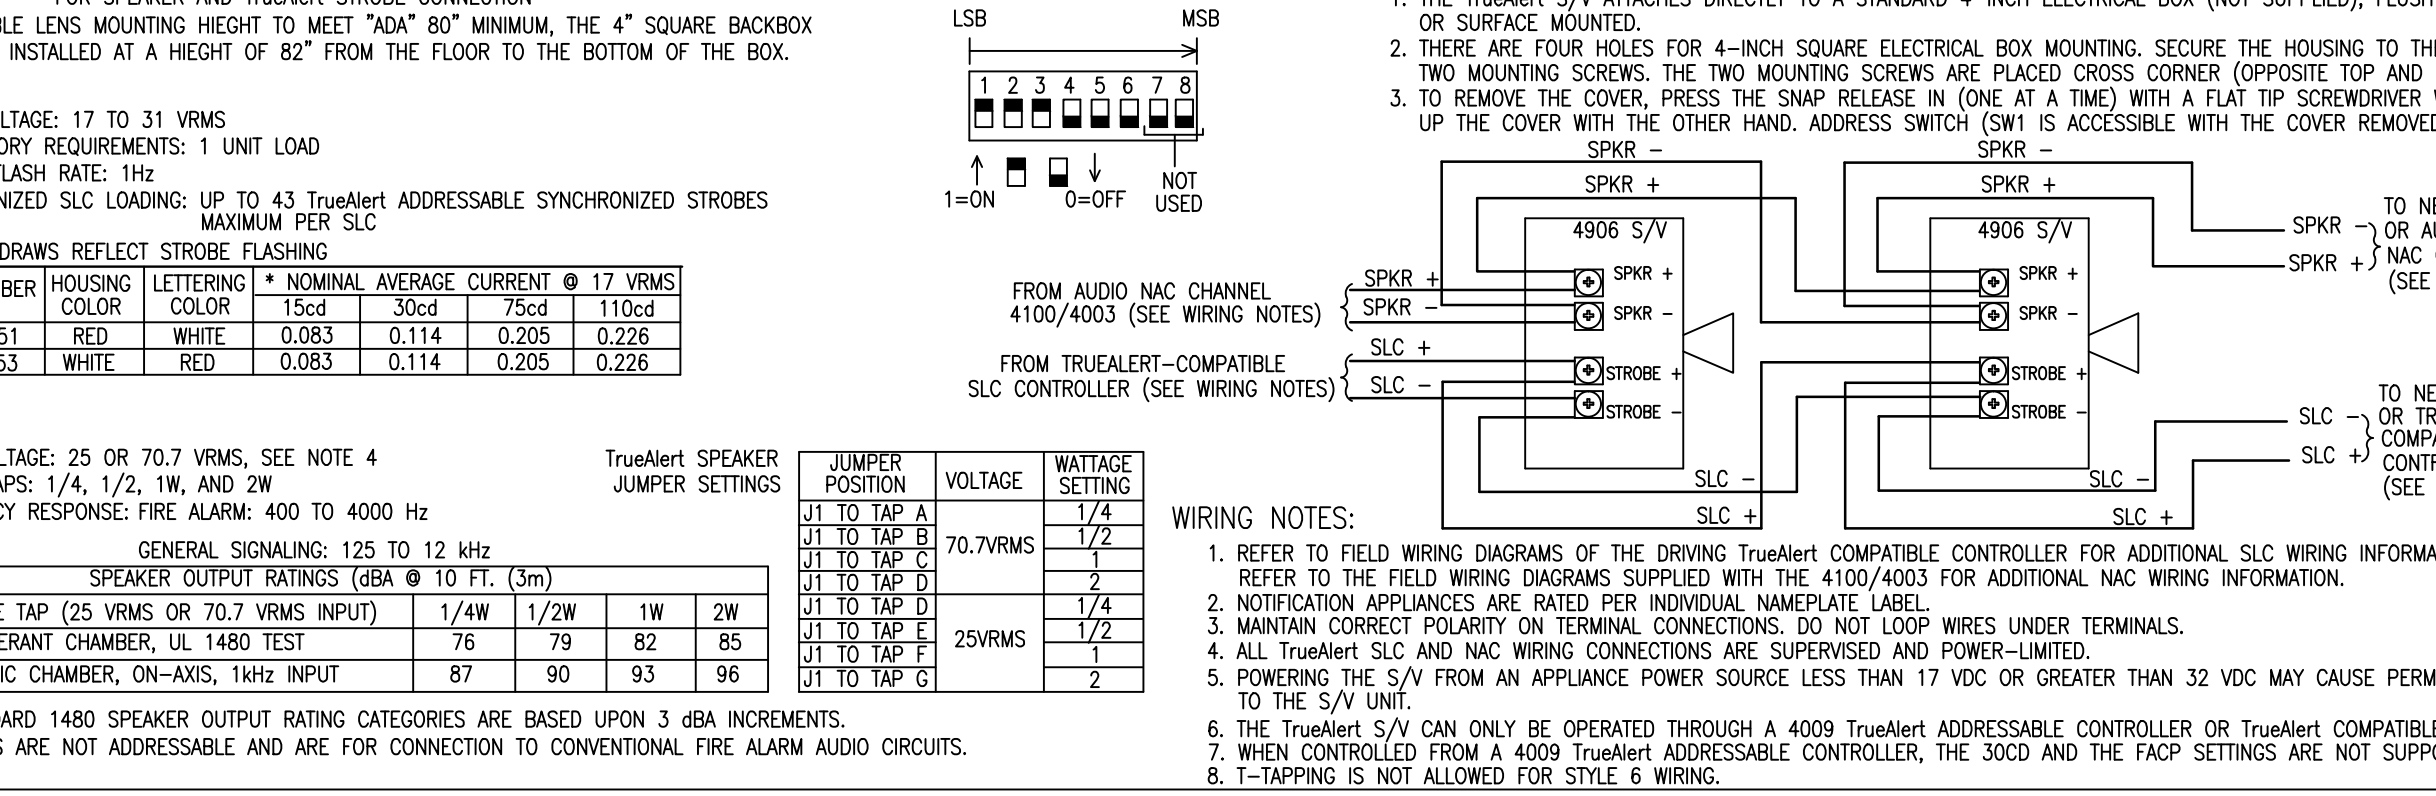 FOR SPEAKER AND TrueAlert STROBE CONNECTION
LENS MOUNTING HIEGHT TO MEET "ADA" 80" MINIMUM, THE 4" SQUARE BACKBOX
INSTALLED AT A HIEGHT OF 82" FROM THE FLOOR TO THE BOTTOM OF THE BOX.
17 TO 31 VRMS
REQUIREMENTS: 1 UNIT LOAD
RATE: 1Hz
SLC LOADING: UP TO 43 TrueAlert ADDRESSABLE SYNCHRONIZED STROBES
MAXIMUM PER SLC
DRAWS REFLECT STROBE FLASHING
HOUSING COLOR LETTERING COLOR * NOMINAL AVERAGE CURRENT @ 17 VRMS
15cd 30cd 75cd 110cd
51 RED WHITE 0.083 0.114 0.205 0.226
53 WHITE RED 0.083 0.114 0.205 0.226
25 OR 70.7 VRMS, SEE NOTE 4
1/4, 1/2, 1W, AND 2W
RESPONSE: FIRE ALARM: 400 TO 4000 Hz
GENERAL SIGNALING: 125 TO 12 kHz
SPEAKER OUTPUT RATINGS (dBA @ 10 FT. (3m)
TAP (25 VRMS OR 70.7 VRMS INPUT) 1/4W 1/2W 1W 2W
CHAMBER, UL 1480 TEST 76 79 82 85
CHAMBER, ON-AXIS, 1kHz INPUT 87 90 93 96
1480 SPEAKER OUTPUT RATING CATEGORIES ARE BASED UPON 3 dBA INCREMENTS.
ARE NOT ADDRESSABLE AND ARE FOR CONNECTION TO CONVENTIONAL FIRE ALARM AUDIO CIRCUITS.
TrueAlert SPEAKER
JUMPER SETTINGS
JUMPER POSITION VOLTAGE WATTAGE SETTING
J1 TO TAP A 1/4
J1 TO TAP B 1/2
70.7VRMS
J1 TO TAP C 1
J1 TO TAP D 2
J1 TO TAP D 1/4
J1 TO TAP E 1/2
25VRMS
J1 TO TAP F 1
J1 TO TAP G 2
LSB MSB
1 2 3 4 5 6 7 8
1=ON 0=OFF
NOT
USED
1. THE TrueAlert S/V ATTACHES DIRECTLY TO A STANDARD 4-INCH ELECTRICAL BOX (NOT SUPPLIED), FLUSH
OR SURFACE MOUNTED.
2. THERE ARE FOUR HOLES FOR 4-INCH SQUARE ELECTRICAL BOX MOUNTING. SECURE THE HOUSING TO
TWO MOUNTING SCREWS. THE TWO MOUNTING SCREWS ARE PLACED CROSS CORNER (OPPOSITE TOP AND
3. TO REMOVE THE COVER, PRESS THE SNAP RELEASE IN (ONE AT A TIME) WITH A FLAT TIP SCREWDRIVER
UP THE COVER WITH THE OTHER HAND. ADDRESS SWITCH (SW1 IS ACCESSIBLE WITH THE COVER REMOVED
SPKR - SPKR -
SPKR + SPKR +
4906 S/V 4906 S/V
SPKR -
SPKR +
TO
OR
NAC
(SEE
FROM AUDIO NAC CHANNEL
4100/4003 (SEE WIRING NOTES)
SPKR +
SPKR -
SPKR + SPKR +
SPKR - SPKR -
FROM TRUEALERT-COMPATIBLE
SLC CONTROLLER (SEE WIRING NOTES)
SLC +
SLC -
STROBE + STROBE +
STROBE - STROBE -
SLC -
SLC +
TO
OR
(SEE
SLC - SLC -
SLC + SLC +
WIRING NOTES:
1. REFER TO FIELD WIRING DIAGRAMS OF THE DRIVING TrueAlert COMPATIBLE CONTROLLER FOR ADDITIONAL SLC WIRING
REFER TO THE FIELD WIRING DIAGRAMS SUPPLIED WITH THE 4100/4003 FOR ADDITIONAL NAC WIRING INFORMATION.
2. NOTIFICATION APPLIANCES ARE RATED PER INDIVIDUAL NAMEPLATE LABEL.
3. MAINTAIN CORRECT POLARITY ON TERMINAL CONNECTIONS. DO NOT LOOP WIRES UNDER TERMINALS.
4. ALL TrueAlert SLC AND NAC WIRING CONNECTIONS ARE SUPERVISED AND POWER-LIMITED.
5. POWERING THE S/V FROM AN APPLIANCE POWER SOURCE LESS THAN 17 VDC OR GREATER THAN 32 VDC MAY CAUSE
TO THE S/V UNIT.
6. THE TrueAlert S/V CAN ONLY BE OPERATED THROUGH A 4009 TrueAlert ADDRESSABLE CONTROLLER OR TrueAlert COMPATIBLE
7. WHEN CONTROLLED FROM A 4009 TrueAlert ADDRESSABLE CONTROLLER, THE 30CD AND THE FACP SETTINGS ARE NOT
8. T-TAPPING IS NOT ALLOWED FOR STYLE 6 WIRING.